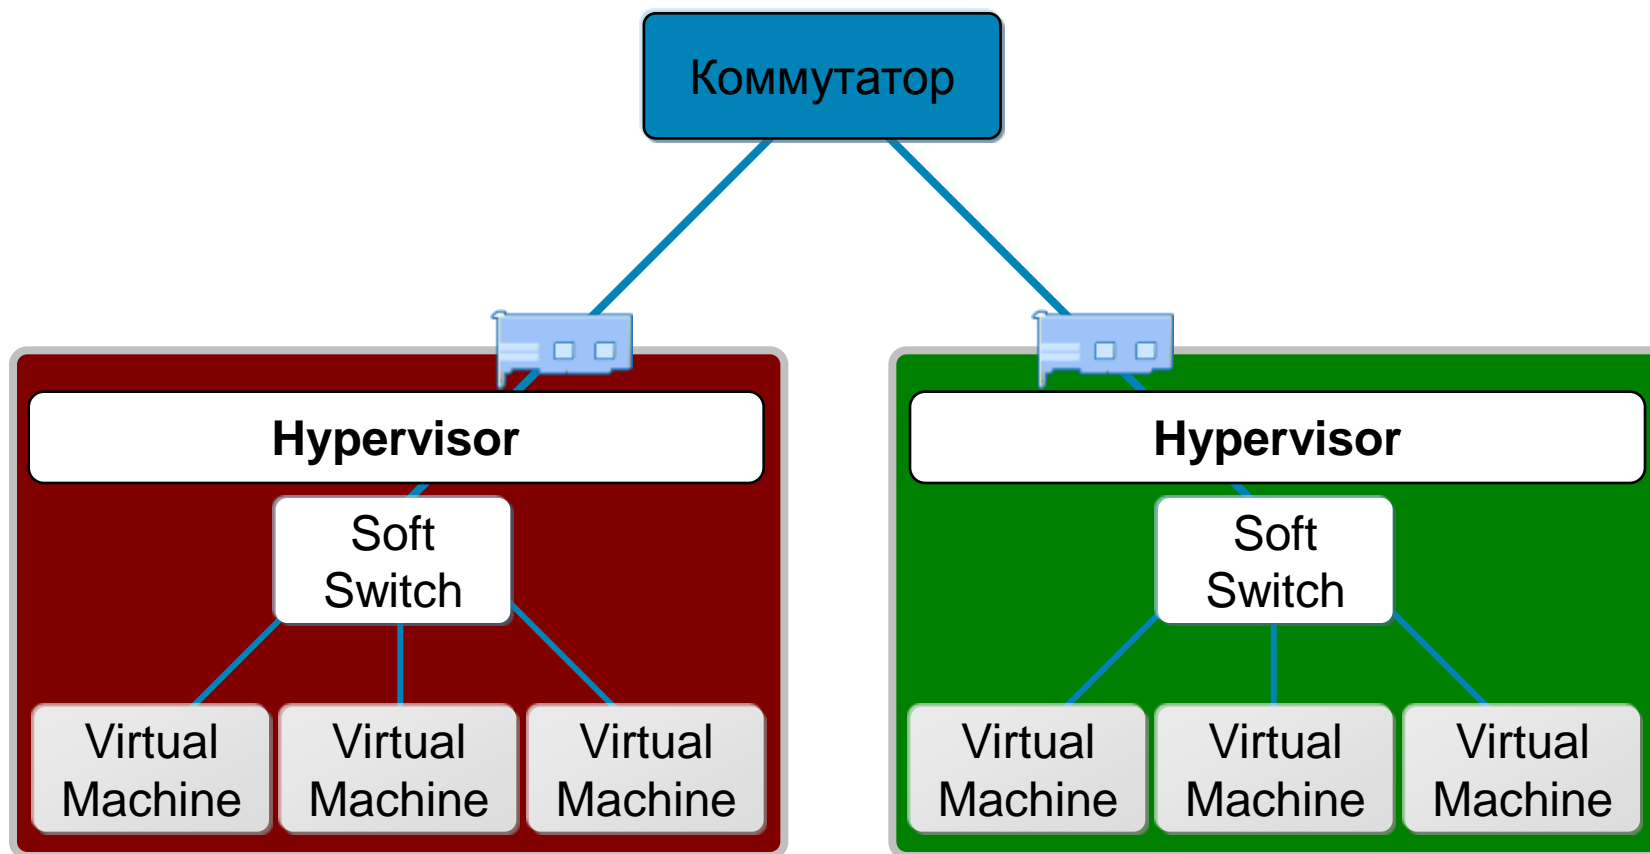 Коммутатор
Hypervisor
Soft
Switch
Virtual
Machine
Virtual
Machine
Virtual
Machine
Hypervisor
Soft
Switch
Virtual
Machine
Virtual
Machine
Virtual
Machine